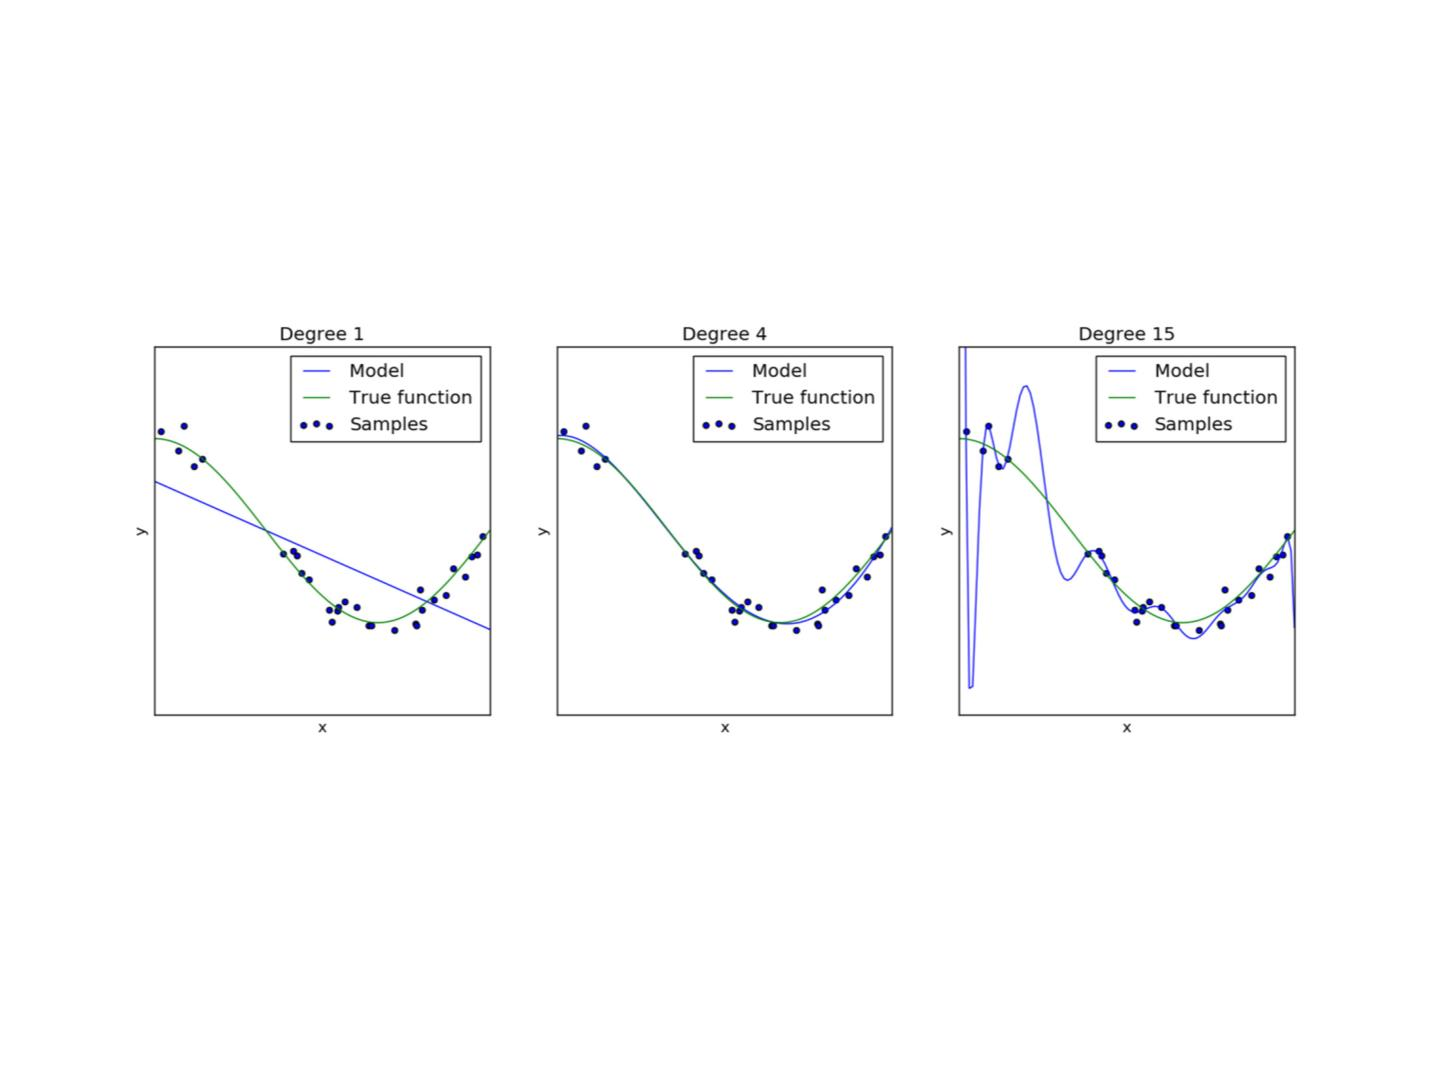 Degree 1
Model
True function
Samples
y
x
Degree 4
Model
True function
Samples
y
x
Degree 15
Model
True function
Samples
y
x